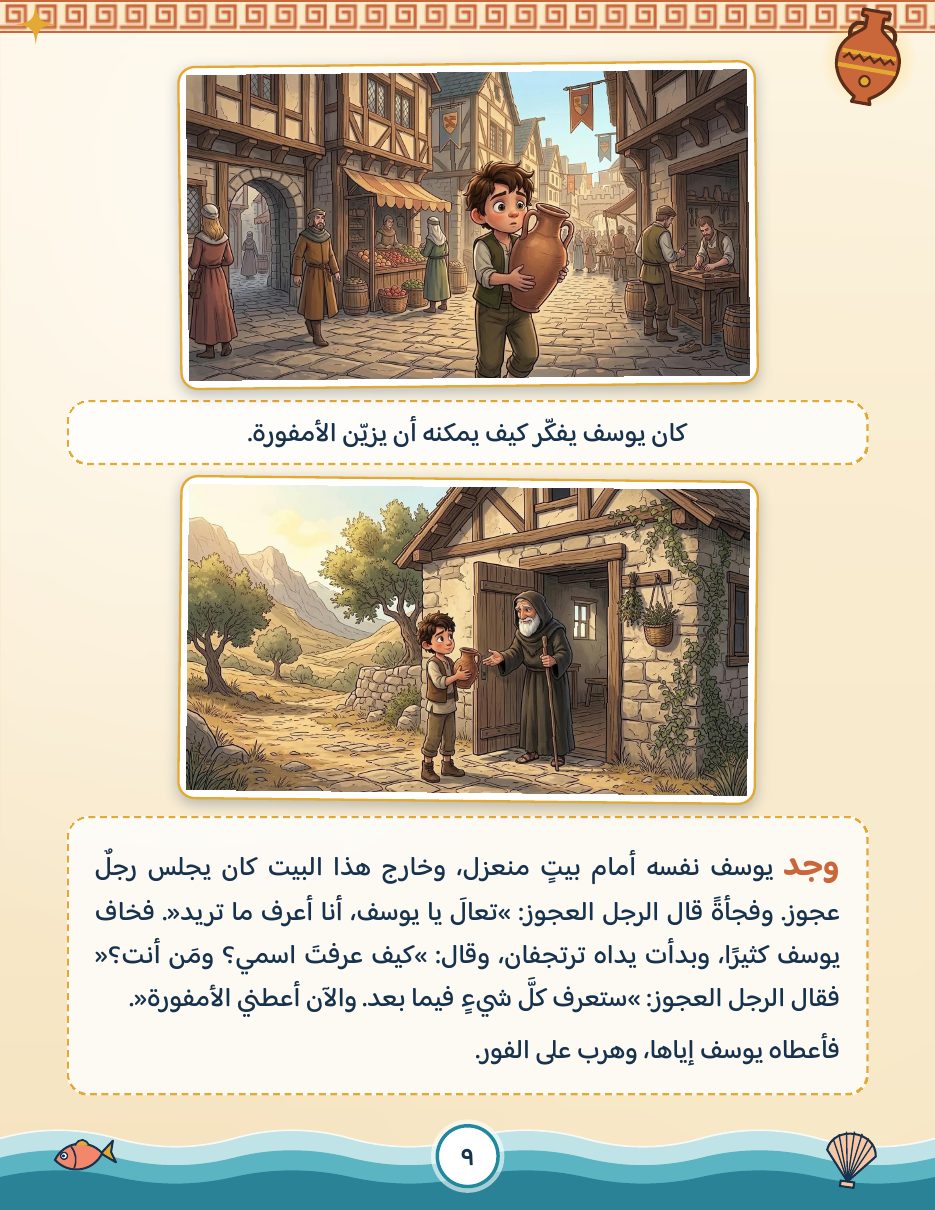 كان يوسف يفكّر كيف يمكنه أن يزيّن الأمفورة.
وجد يوسف نفسه أمام بيتٍ منعزل، وخارج هذا البيت كان يجلس رجلٌ
عجوز. وفجأةً قال الرجل العجوز: «تعالَ يا يوسف، أنا أعرف ما تريد». فخاف
يوسف كثيرًا، وبدأت يداه ترتجفان، وقال: «كيف عرفتَ اسمي؟ ومَن أنت؟»
فقال الرجل العجوز: «ستعرف كلَّ شيءٍ فيما بعد. والآن أعطني الأمفورة».
فأعطاه يوسف إياها، وهرب على الفور.
٩